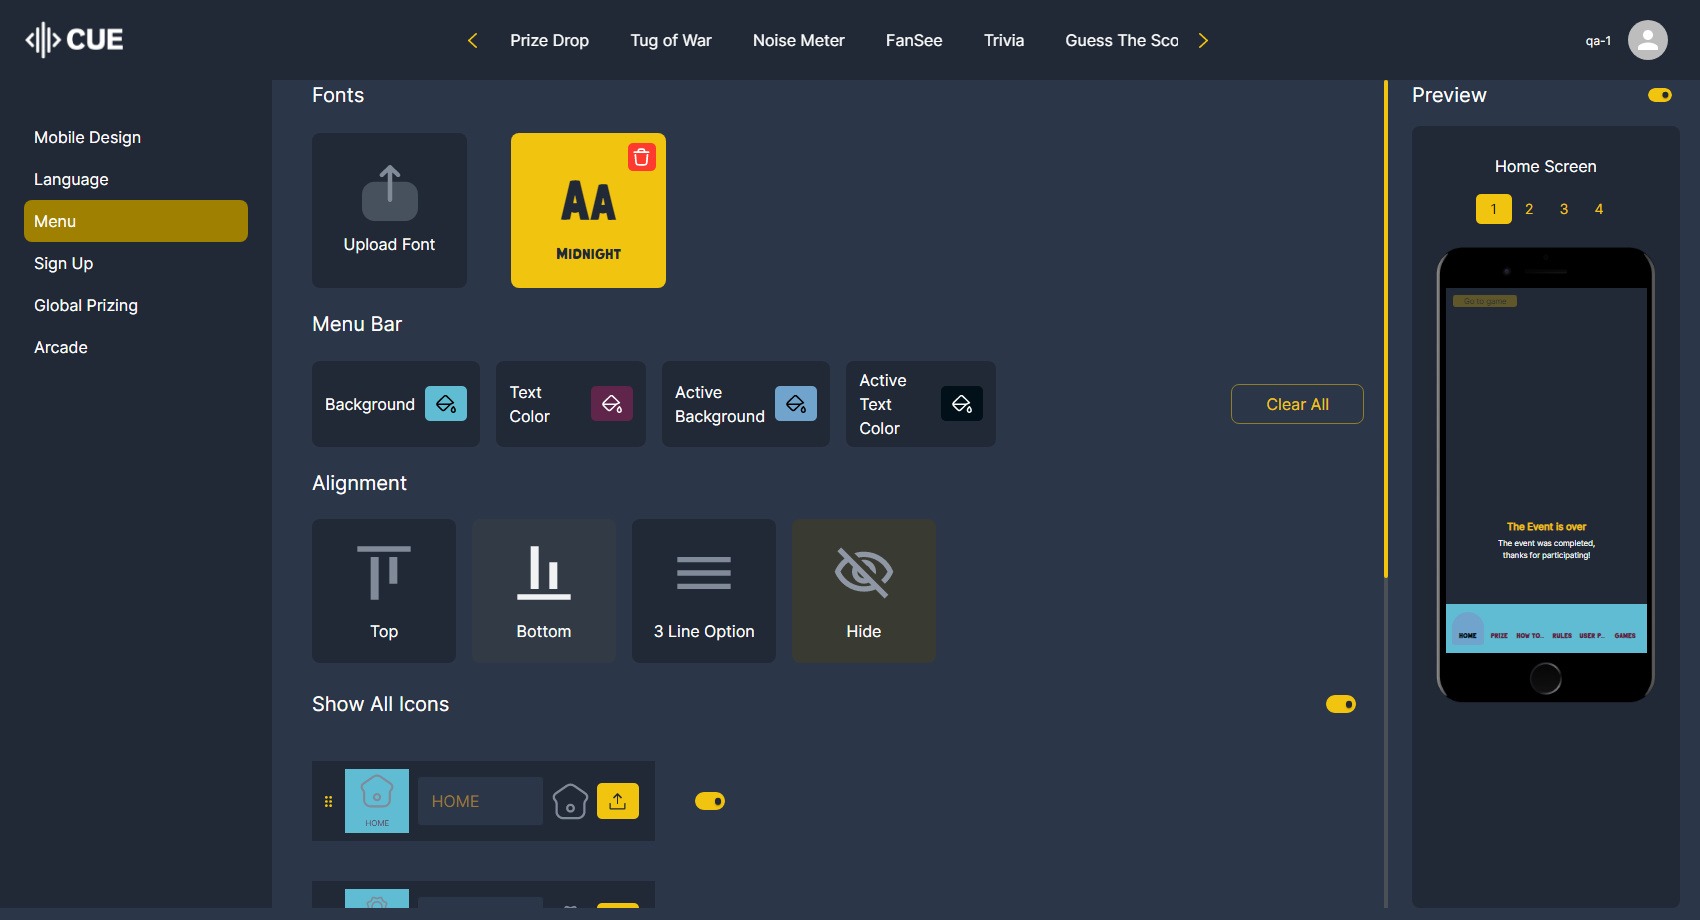 CUE
Prize Drop
Tug of War
Noise Meter
FanSee
Trivia
Guess The Sco
qa-1
Mobile Design
Language
Menu
Sign Up
Global Prizing
Arcade
Fonts
Upload Font
AA
MIDNIGHT
Menu Bar
Background
Text
Color
Active
Background
Active
Text
Color
Clear All
Alignment
Top
Bottom
3 Line Option
Hide
Show All Icons
HOME
HOME
Preview
Home Screen
1 2 3 4
Go to game
The Event is over
The event was completed,
thanks for participating!
HOME PRIZE HOW TO.. RULES USER P.. GAMES